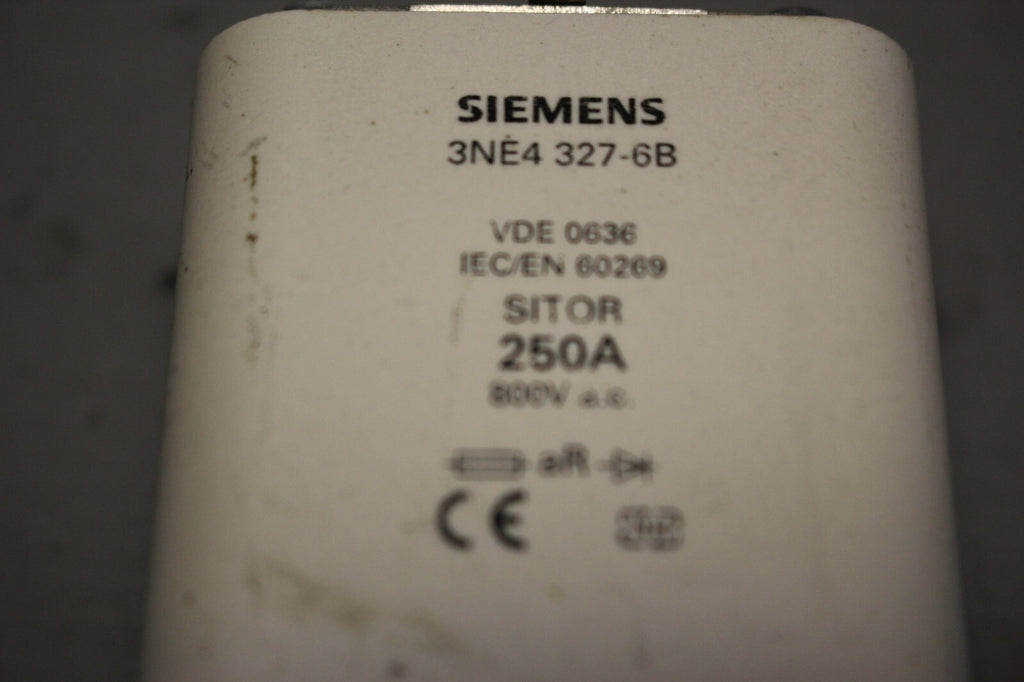 SIEMENS
3NE4 327-6B
VDE 0636
IEC/EN 60269
SITOR
250A
800V a.c.
aR
CE